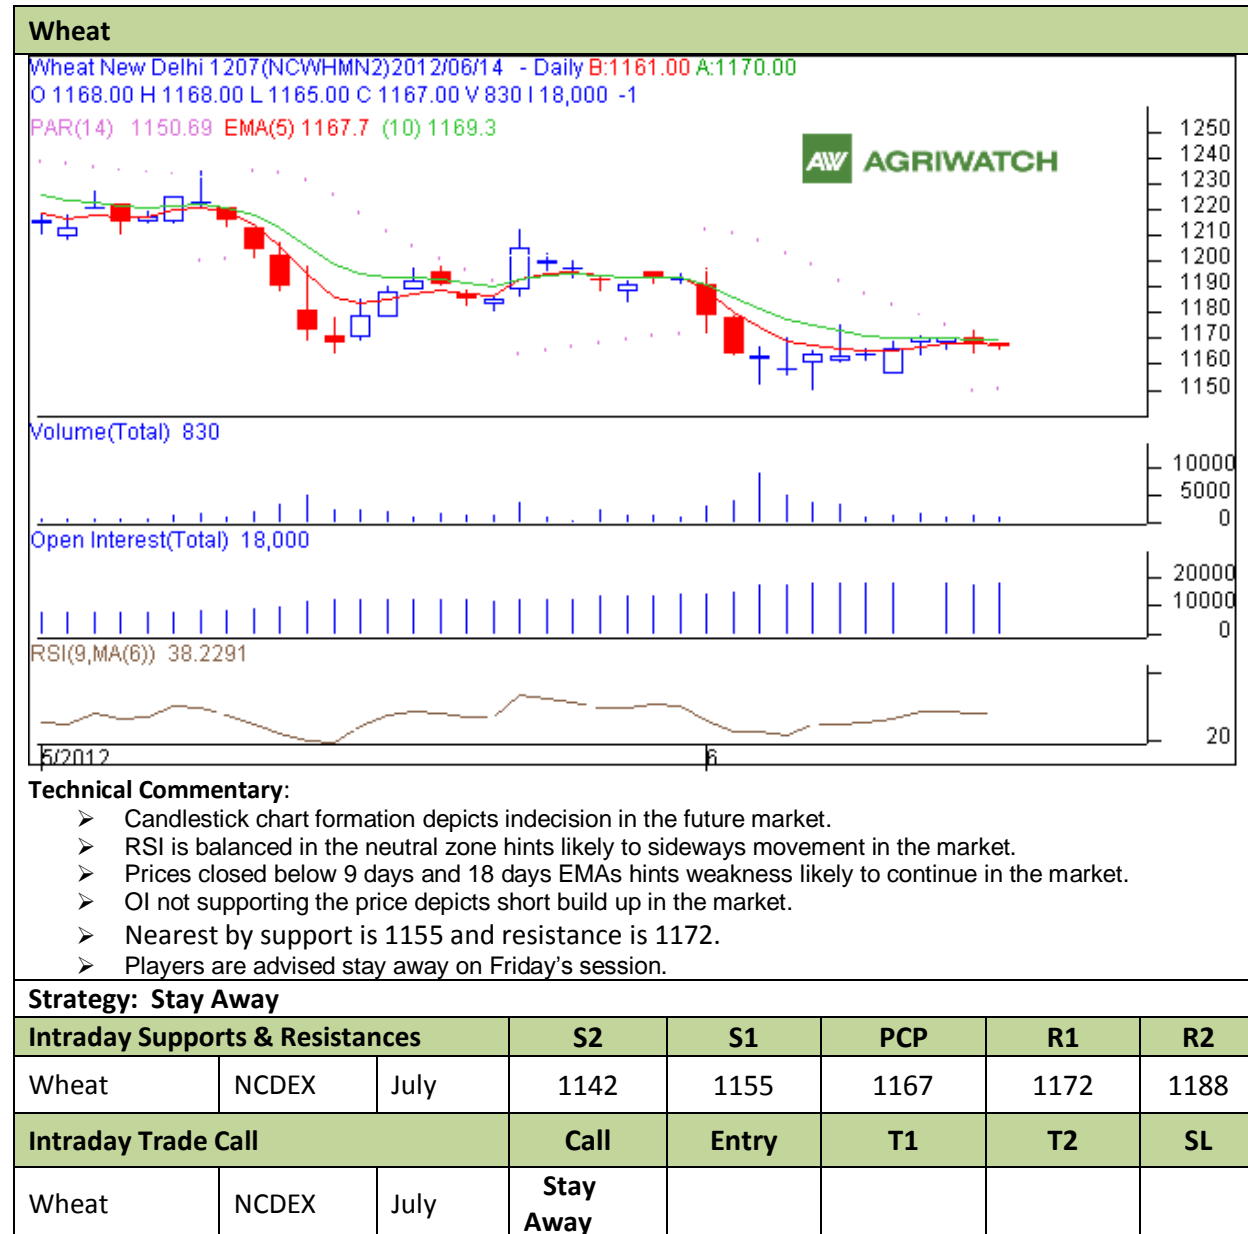 Wheat
Wheat New Delhi 1207(NCWHMN2)2012/06/14 - Daily B:1161.00 A:1170.00
O 1168.00 H 1168.00 L 1165.00 C 1167.00 V 830 I 18,000 -1
PAR(14) 1150.69 EMA(5) 1167.7 (10) 1169.3
AW AGRIWATCH
1250
1240
1230
1220
1210
1200
1190
1180
1170
1160
1150
Volume(Total) 830
10000
5000
0
Open Interest(Total) 18,000
20000
10000
0
RSI(9,MA(6)) 38.2291
20
5/2012 6
Technical Commentary:
➢ Candlestick chart formation depicts indecision in the future market.
➢ RSI is balanced in the neutral zone hints likely to sideways movement in the market.
➢ Prices closed below 9 days and 18 days EMAs hints weakness likely to continue in the market.
➢ OI not supporting the price depicts short build up in the market.
➢ Nearest by support is 1155 and resistance is 1172.
➢ Players are advised stay away on Friday's session.
Strategy: Stay Away
Intraday Supports & Resistances S2 S1 PCP R1 R2
Wheat NCDEX July 1142 1155 1167 1172 1188
Intraday Trade Call Call Entry T1 T2 SL
Wheat NCDEX July Stay
Away